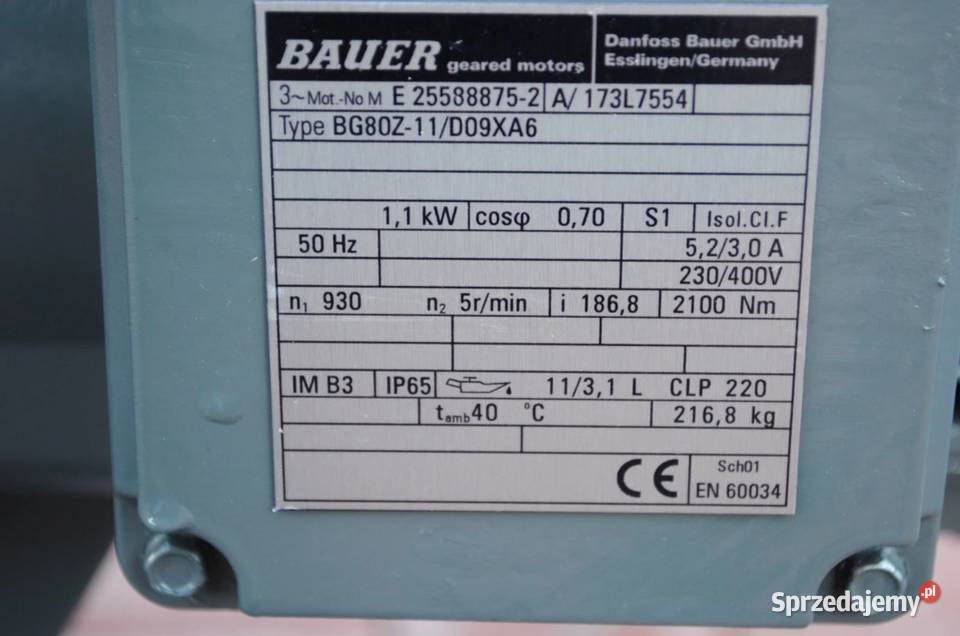 BAUER geared motors
Danfoss Bauer GmbH
Esslingen/Germany
3~Mot.-No M E 25588875-2 A/ 173L7554
Type BG80Z-11/D09XA6
1,1 kW cosφ 0,70 S1 Isol.Cl.F
50 Hz 5,2/3,0 A
230/400V
n1 930 n2 5r/min i 186,8 2100 Nm
IM B3 IP65 11/3,1 L CLP 220
tamb40 °C 216,8 kg
CE Sch01
EN 60034
Sprzedajemy.pl